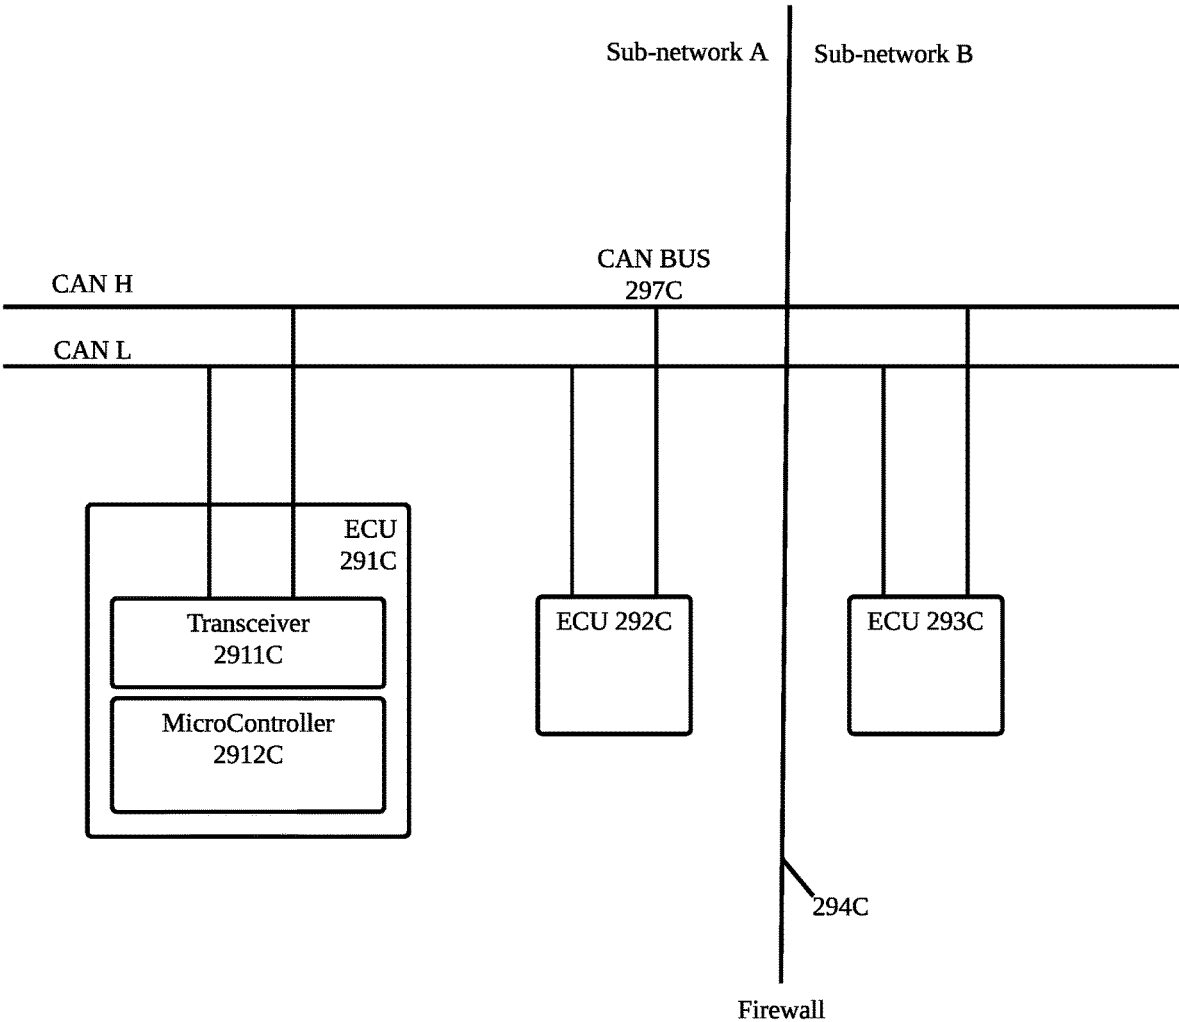 Sub-network A
Sub-network B
CAN BUS
297C
CAN H
CAN L
ECU
291C
Transceiver
2911C
MicroController
2912C
ECU 292C
ECU 293C
294C
Firewall